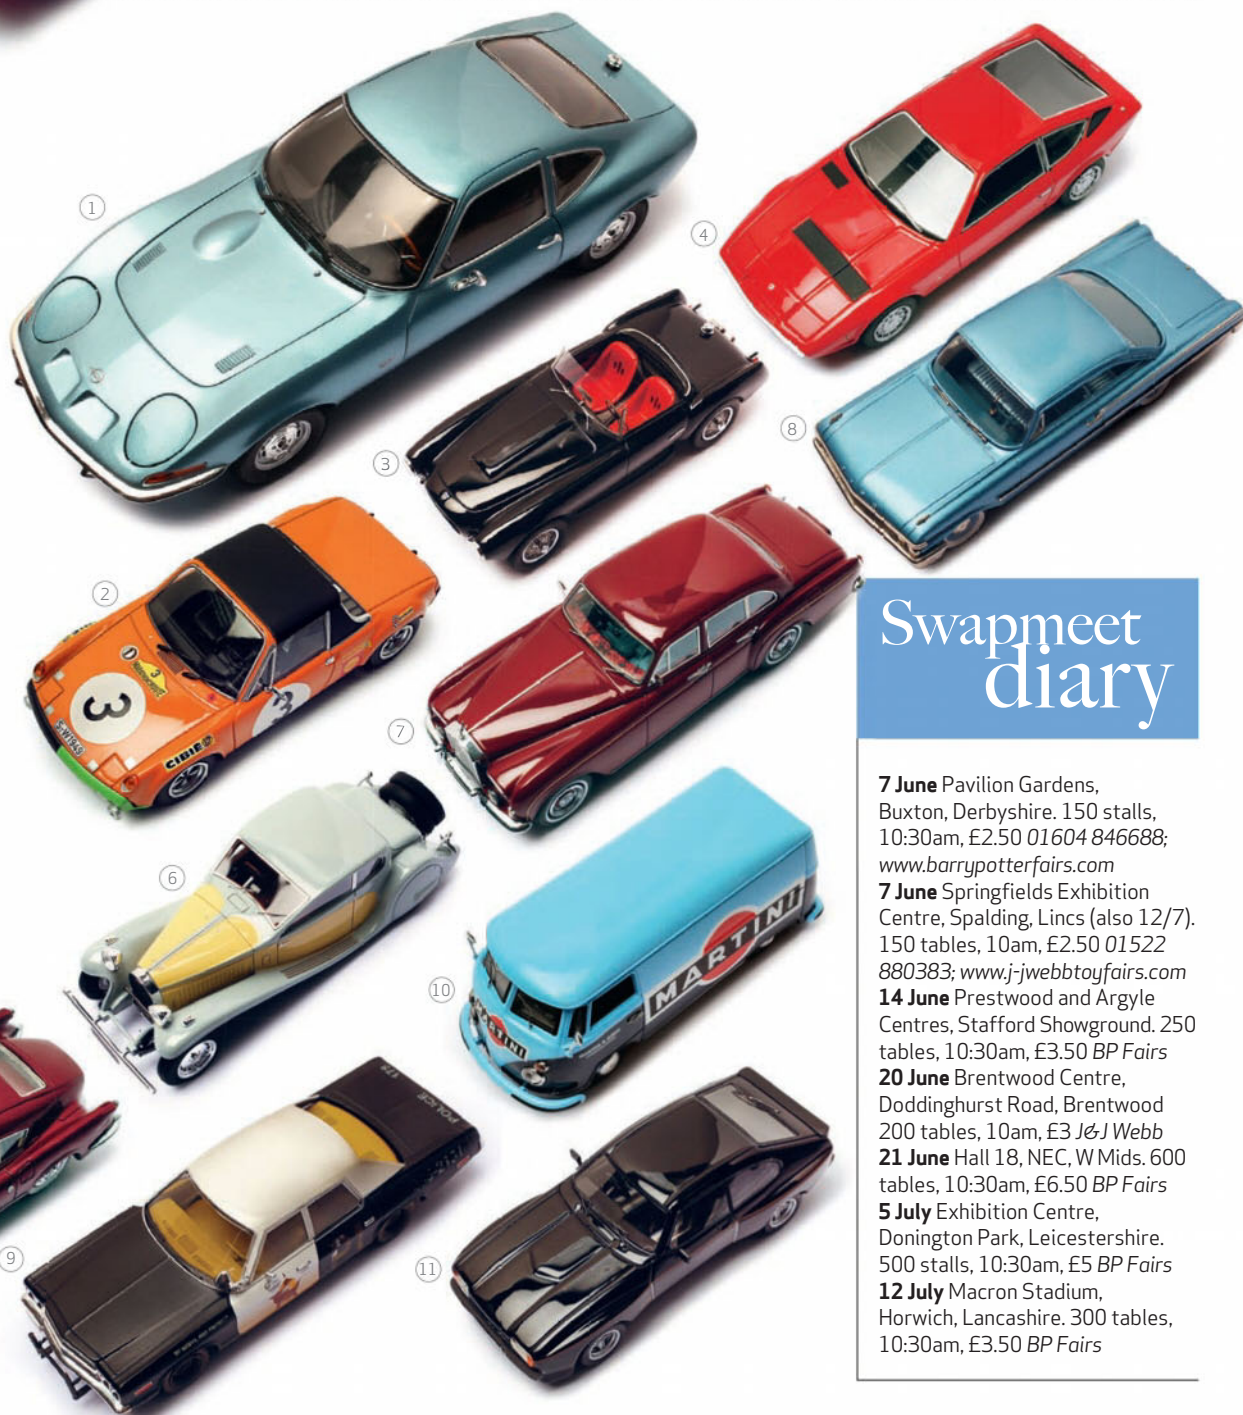 1
4
3
8
2
7
6
10
9
11
3
3
D
3
S-W1949
CIBIE
MARTINI
MARTINI
POLICE
Swapmeet
diary
7 June Pavilion Gardens,
Buxton, Derbyshire. 150 stalls,
10:30am, £2.50 01604 846688;
www.barrypotterfairs.com
7 June Springfields Exhibition
Centre, Spalding, Lincs (also 12/7).
150 tables, 10am, £2.50 01522
880383; www.j-jwebbtoyfairs.com
14 June Prestwood and Argyle
Centres, Stafford Showground. 250
tables, 10:30am, £3.50 BP Fairs
20 June Brentwood Centre,
Doddinghurst Road, Brentwood
200 tables, 10am, £3 J&J Webb
21 June Hall 18, NEC, W Mids. 600
tables, 10:30am, £6.50 BP Fairs
5 July Exhibition Centre,
Donington Park, Leicestershire.
500 stalls, 10:30am, £5 BP Fairs
12 July Macron Stadium,
Horwich, Lancashire. 300 tables,
10:30am, £3.50 BP Fairs